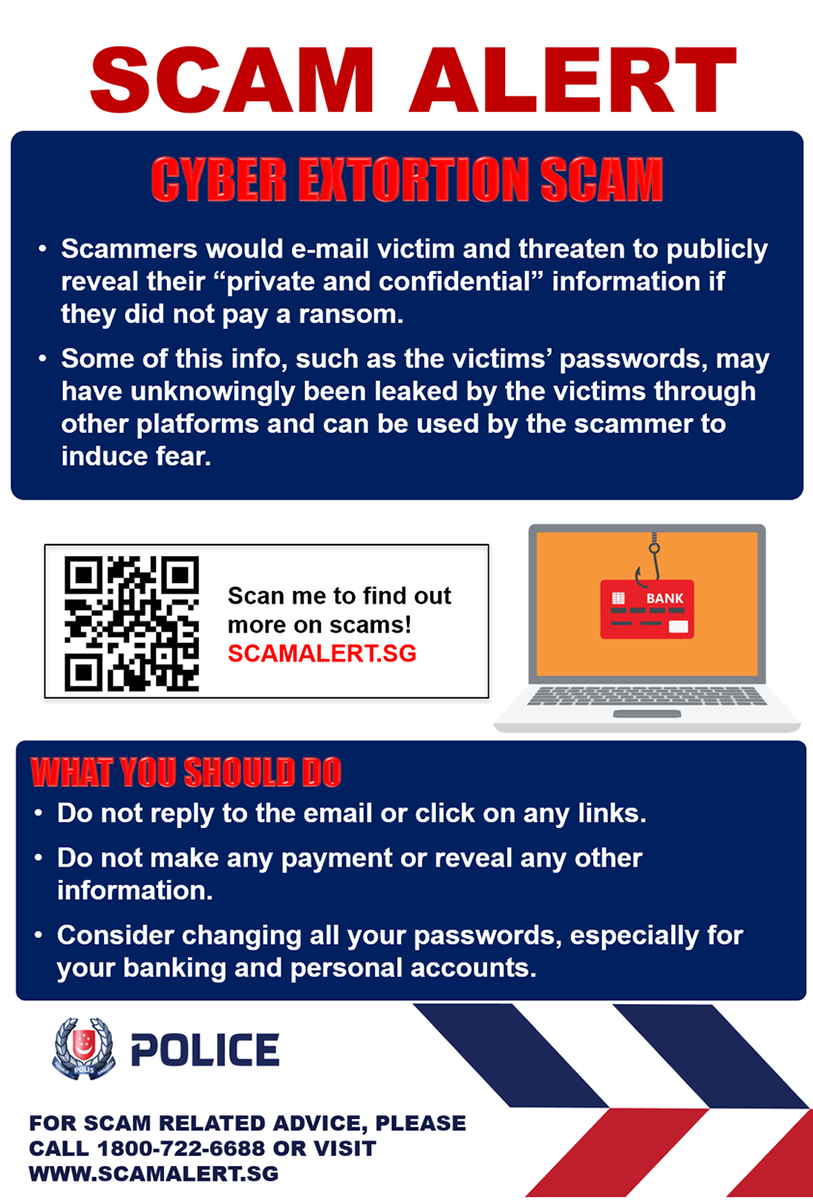 SCAM ALERT
CYBER EXTORTION SCAM
• Scammers would e-mail victim and threaten to publicly
reveal their “private and confidential” information if
they did not pay a ransom.
• Some of this info, such as the victims’ passwords, may
have unknowingly been leaked by the victims through
other platforms and can be used by the scammer to
induce fear.
Scan me to find out
more on scams!
SCAMALERT.SG
BANK
WHAT YOU SHOULD DO
• Do not reply to the email or click on any links.
• Do not make any payment or reveal any other
information.
• Consider changing all your passwords, especially for
your banking and personal accounts.
POLIS
POLICE
FOR SCAM RELATED ADVICE, PLEASE
CALL 1800-722-6688 OR VISIT
WWW.SCAMALERT.SG